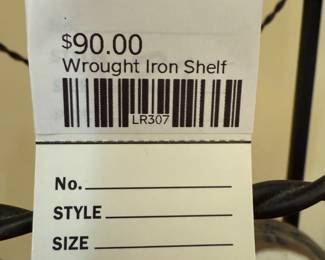 $90.00
Wrought Iron Shelf
LR307
No.
STYLE
SIZE